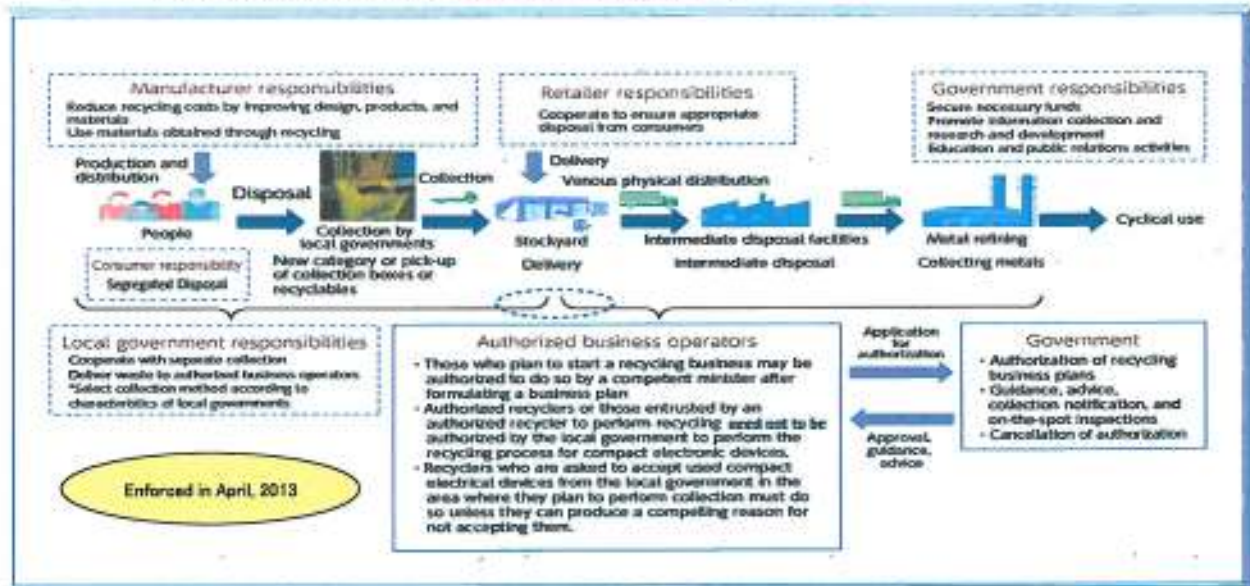 Manufacturer responsibilities
Reduce recycling costs by improving design, products, and
materials
Use materials obtained through recycling
Retailer responsibilities
Cooperate to ensure appropriate
disposal from consumers
Government responsibilities
Secure necessary funds
Promote information collection and
research and development
Education and public relations activities
Production and
distribution
Disposal
Collection
Delivery
Venous physical distribution
People
Collection by
local governments
New category or pick-up
of collection boxes or
recyclables
Stockyard
Delivery
Intermediate disposal facilities
Intermediate disposal
Metal refining
Collecting metals
Cyclical use
Consumer responsibility
Segregated Disposal
Local government responsibilities
Cooperate with separate collection
Deliver waste to authorized business operators
*Select collection method according to
characteristics of local governments
Authorized business operators
• Those who plan to start a recycling business may be
authorized to do so by a competent minister after
formulating a business plan
• Authorized recyclers or those entrusted by an
authorized recycler to perform recycling need not to be
authorized by the local government to perform the
recycling process for compact electronic devices.
• Recyclers who are asked to accept used compact
electrical devices from the local government in the
area where they plan to perform collection must do
so unless they can produce a compelling reason for
not accepting them.
Application
for
authorization
Approval,
guidance,
advice
Government
• Authorization of recycling
business plans
• Guidance, advice,
collection notification, and
on-the-spot inspections
• Cancellation of authorization
Enforced in April, 2013